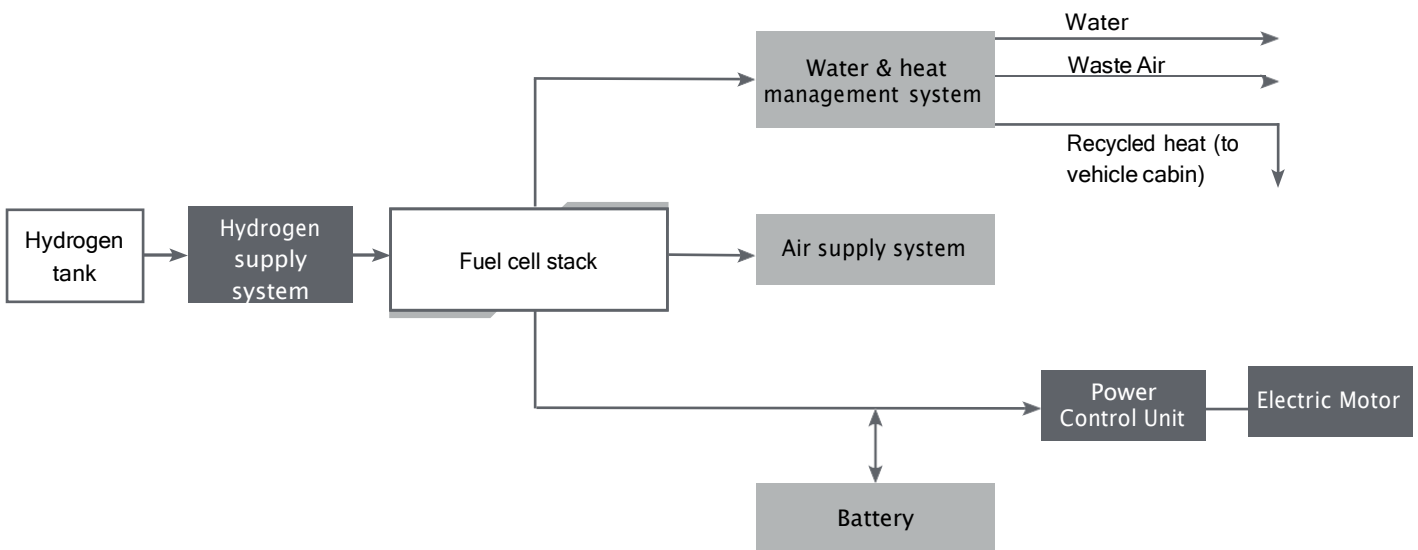 Water
Water & heat
management system
Waste Air
Recycled heat (to
vehicle cabin)
Hydrogen
tank
Hydrogen
supply
system
Fuel cell stack
Air supply system
Power
Control Unit
Electric Motor
Battery